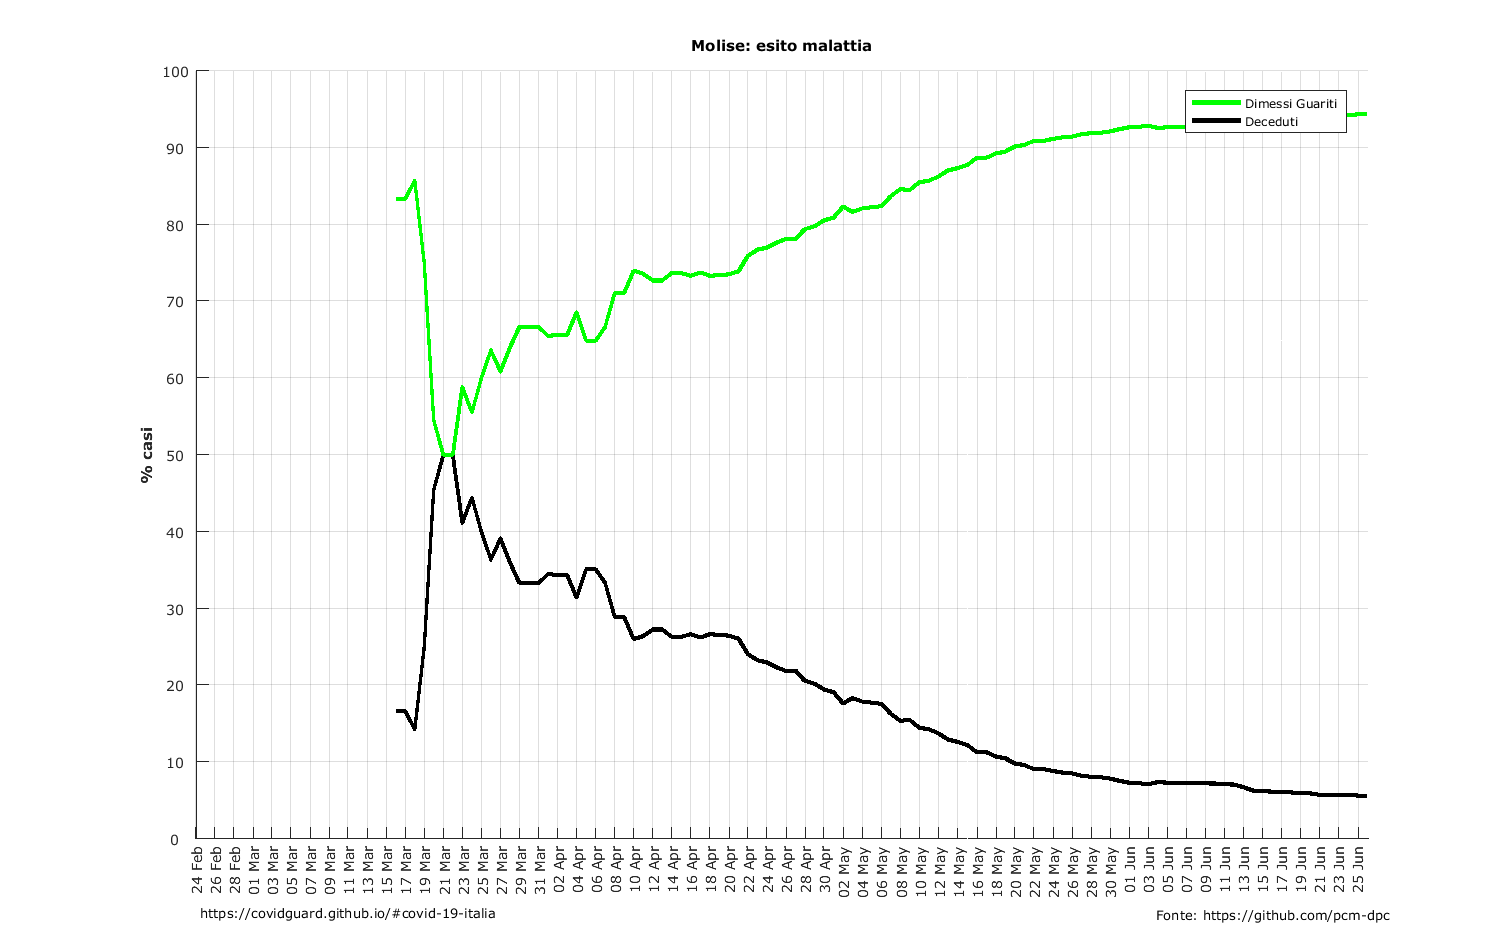 Molise: esito malattia
100
90
80
70
60
50
40
30
20
10
0
% casi
Dimessi Guariti
Deceduti
24 Feb
26 Feb
28 Feb
01 Mar
03 Mar
05 Mar
07 Mar
09 Mar
11 Mar
13 Mar
15 Mar
17 Mar
19 Mar
21 Mar
23 Mar
25 Mar
27 Mar
29 Mar
31 Mar
02 Apr
04 Apr
06 Apr
08 Apr
10 Apr
12 Apr
14 Apr
16 Apr
18 Apr
20 Apr
22 Apr
24 Apr
26 Apr
28 Apr
30 Apr
02 May
04 May
06 May
08 May
10 May
12 May
14 May
16 May
18 May
20 May
22 May
24 May
26 May
28 May
30 May
01 Jun
03 Jun
05 Jun
07 Jun
09 Jun
11 Jun
13 Jun
15 Jun
17 Jun
19 Jun
21 Jun
23 Jun
25 Jun
https://covidguard.github.io/#covid-19-italia
Fonte: https://github.com/pcm-dpc